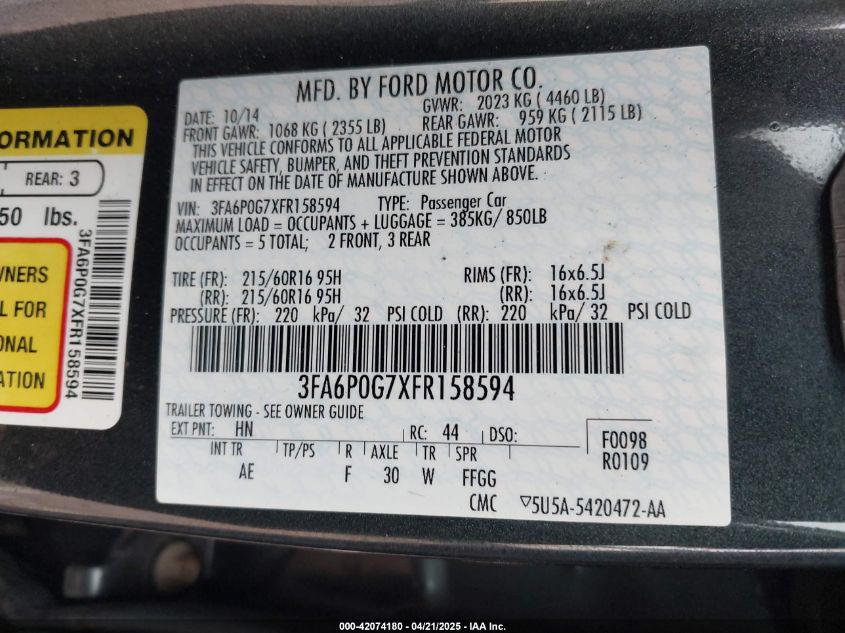 ORMATION
REAR: 3
50 lbs.
WNERS
L FOR
ONAL
ATION
3FA6P0G7XFR158594
MFD. BY FORD MOTOR CO.
DATE: 10/14 GVWR: 2023 KG ( 4460 LB)
FRONT GAWR: 1068 KG ( 2355 LB) REAR GAWR: 959 KG ( 2115 LB)
THIS VEHICLE CONFORMS TO ALL APPLICABLE FEDERAL MOTOR
VEHICLE SAFETY, BUMPER, AND THEFT PREVENTION STANDARDS
IN EFFECT ON THE DATE OF MANUFACTURE SHOWN ABOVE.
VIN: 3FA6P0G7XFR158594 TYPE: Passenger Car
MAXIMUM LOAD = OCCUPANTS + LUGGAGE = 385KG/ 850LB
OCCUPANTS = 5 TOTAL; 2 FRONT, 3 REAR
TIRE (FR): 215/60R16 95H RIMS (FR): 16x6.5J
(RR): 215/60R16 95H (RR): 16x6.5J
PRESSURE (FR): 220 kPa/ 32 PSI COLD (RR): 220 kPa/ 32 PSI COLD
3FA6P0G7XFR158594
TRAILER TOWING - SEE OWNER GUIDE
EXT PNT: HN RC: 44 DSO: F0098
INT TR TP/PS R AXLE TR SPR R0109
AE F 30 W FFGG
CMC ▽5U5A-5420472-AA
000-42074180 - 04/21/2025 - IAA Inc.